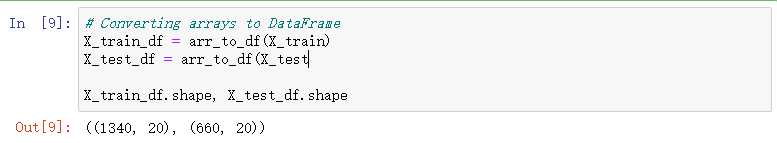 In [9]: # Converting arrays to DataFrame
X_train_df = arr_to_df(X_train)
X_test_df = arr_to_df(X_test
X_train_df.shape, X_test_df.shape
Out[9]: ((1340, 20), (660, 20))